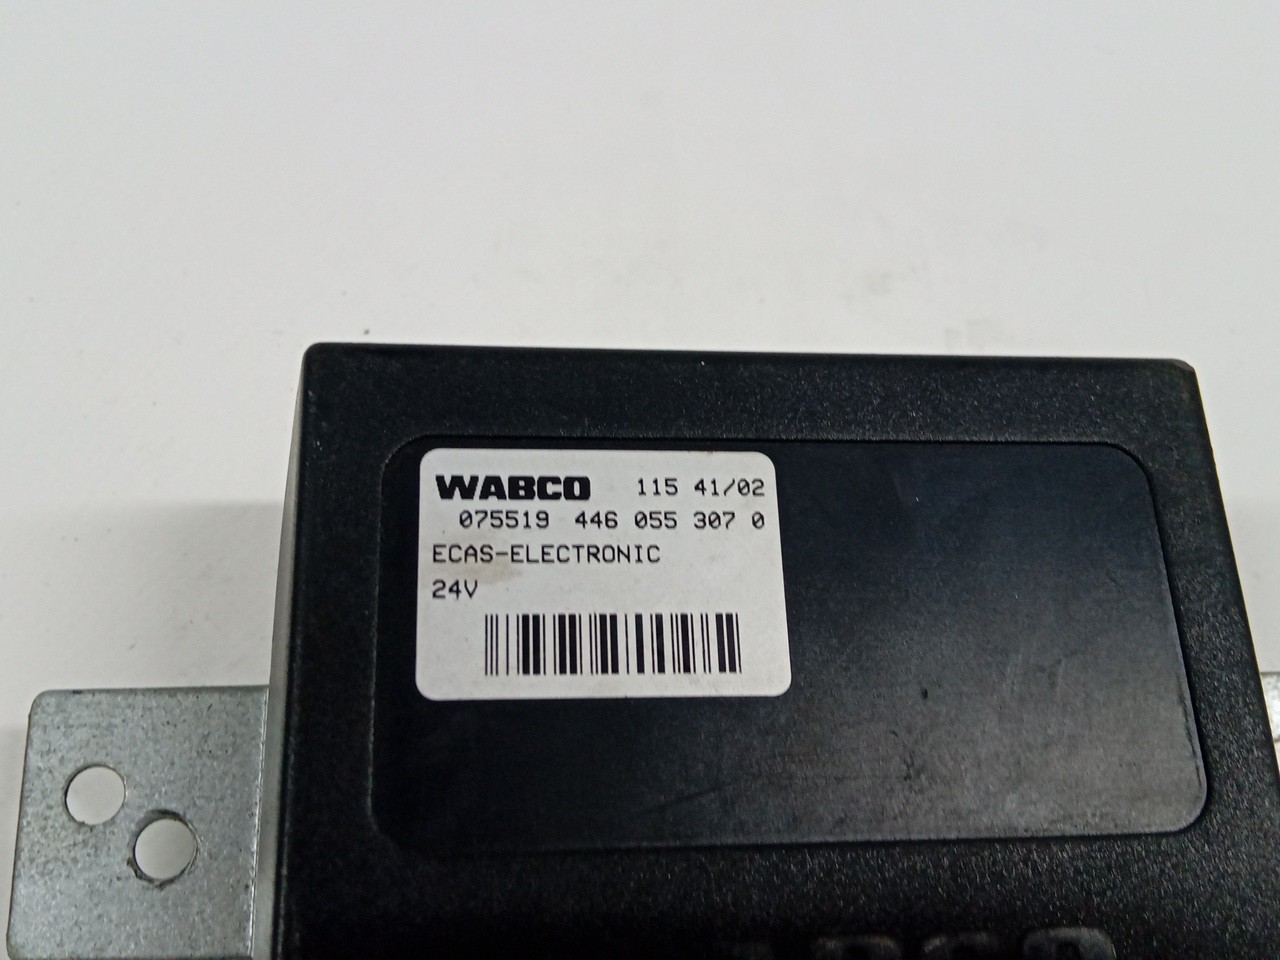 WABCO 115 41/02
075519 446 055 307 0
ECAS-ELECTRONIC
24V